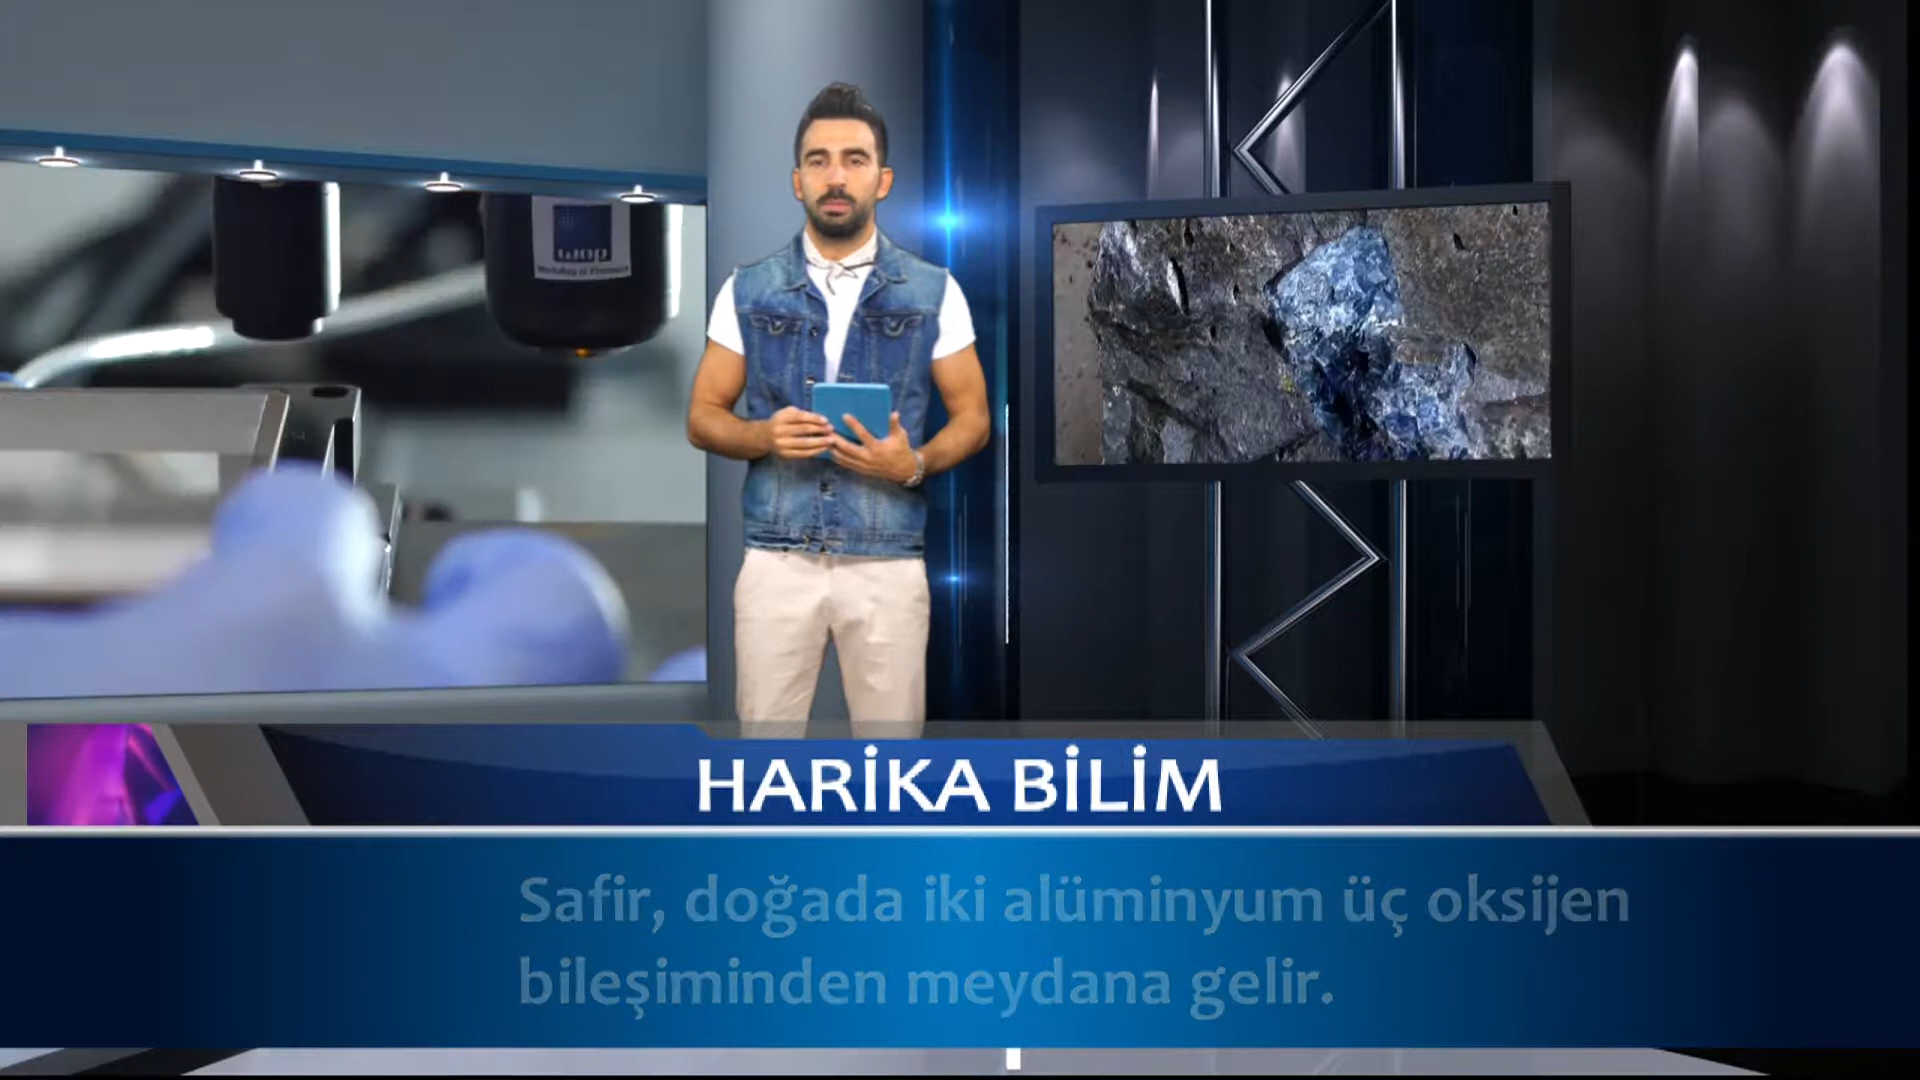 HARİKA BİLİM
Safir, doğada iki alüminyum üç oksijen
bileşiminden meydana gelir.